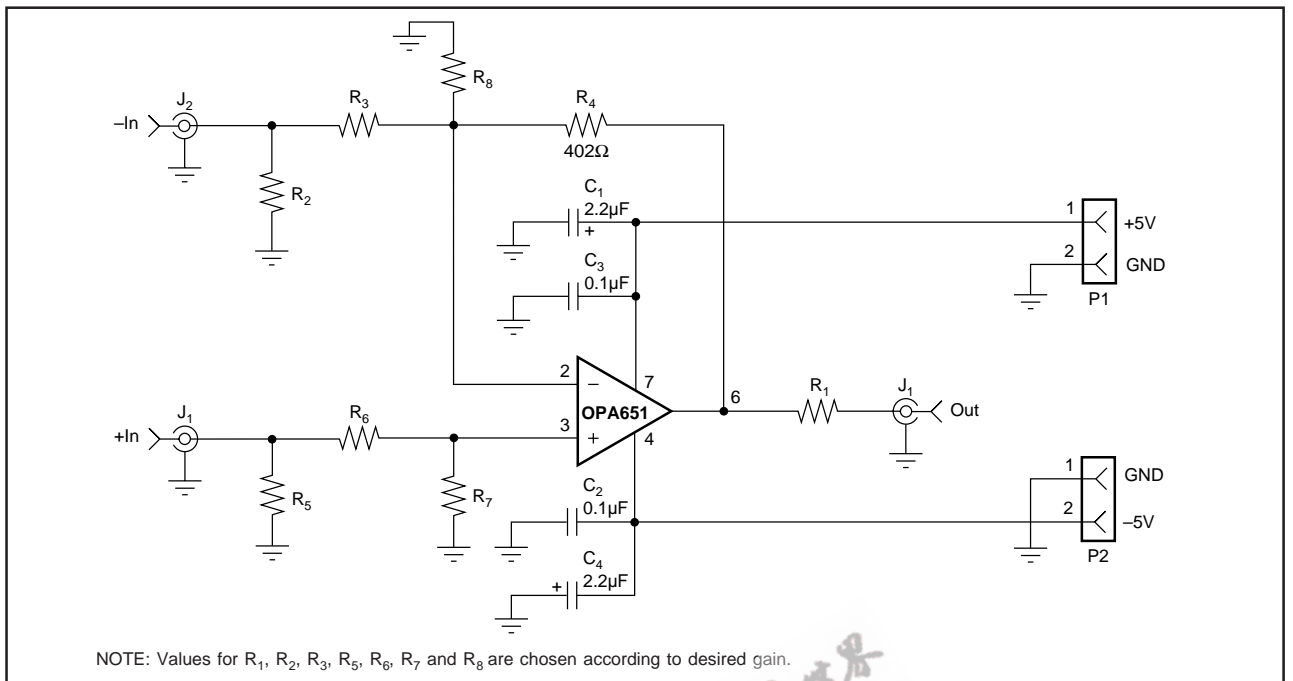 R8
J2
–In
R3
R4
402Ω
R2
C1
2.2µF
+
1
+5V
2
GND
P1
C3
0.1µF
2
–
7
OPA651
6
R1
J1
Out
J1
+In
R6
3
+
4
R5
R7
C2
0.1µF
1
GND
2
–5V
P2
C4
+
2.2µF
NOTE: Values for R1, R2, R3, R5, R6, R7 and R8 are chosen according to desired gain.